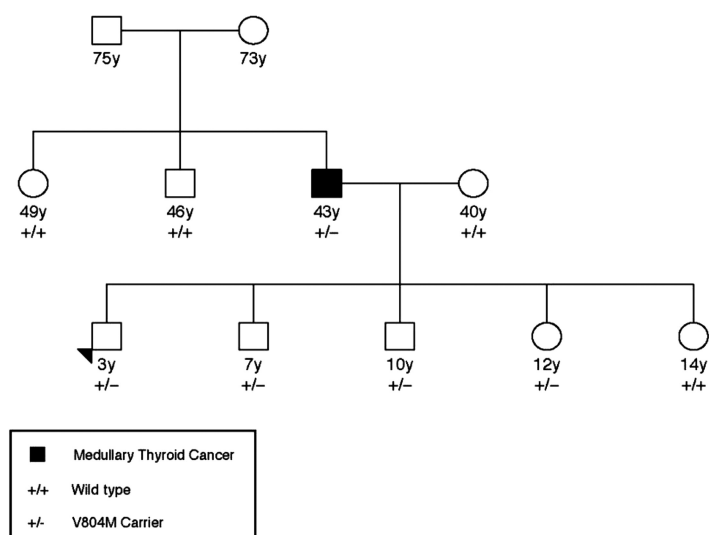 75y 73y
49y 46y 43y 40y
+/+ +/+ +/– +/+
3y 7y 10y 12y 14y
+/– +/– +/– +/– +/+
Medullary Thyroid Cancer
+/+ Wild type
+/- V804M Carrier